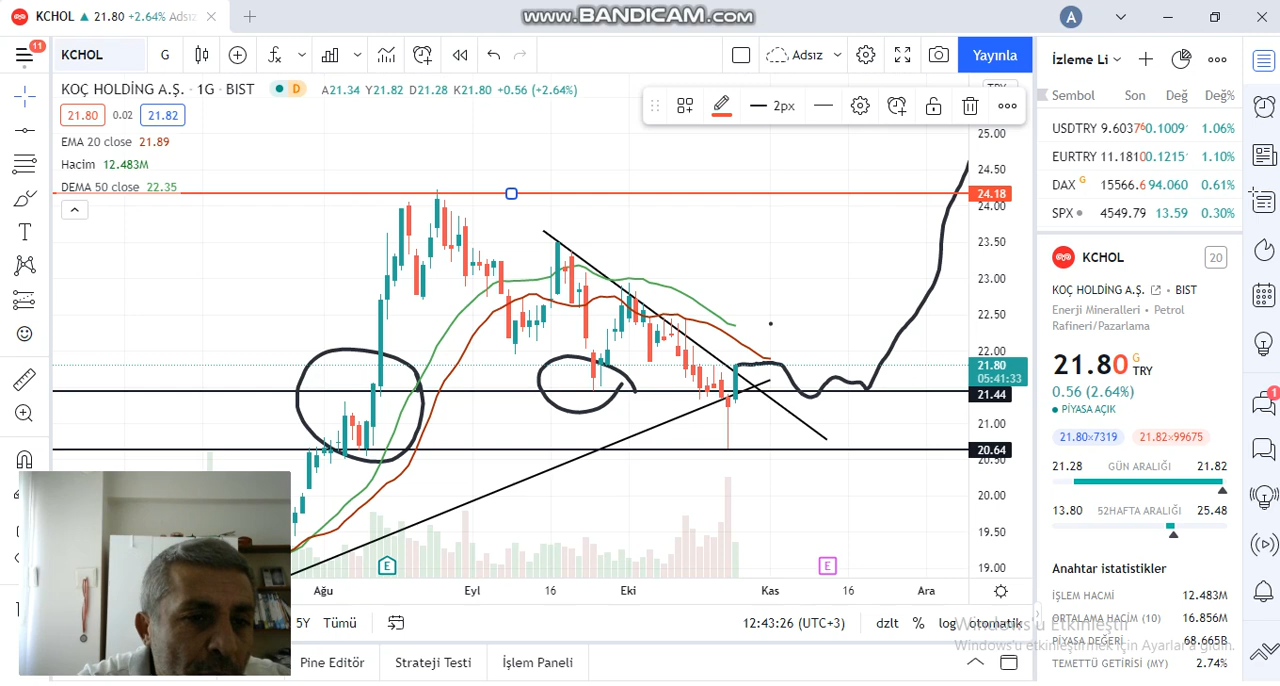 KCHOL ▲ 21.80 +2.64% Adsız
www.BANDICAM.com
A
11
KCHOL
G
Adsız
Yayınla
İzleme Li
KOÇ HOLDİNG A.Ş. · 1G · BIST
D
A21.34 Y21.82 D21.28 K21.80 +0.56 (+2.64%)
21.80 0.02 21.82
EMA 20 close 21.89
Hacim 12.483M
DEMA 50 close 22.35
2px
25.00
24.50
24.18
24.00
23.50
23.00
22.50
22.00
21.80
05:41:33
21.44
21.00
20.64
20.50
20.00
19.50
19.00
E
E
Ağu Eyl 16 Eki Kas 16 Ara
5Y Tümü
12:43:26 (UTC+3)
dzlt % log otomatik
Pine Editör Strateji Testi İşlem Paneli
Sembol Son Değ Değ%
USDTRY 9.6037⁶ 0.1009 1.06%
EURTRY 11.1810 0.1215 1.10%
DAX G 15566.6 94.060 0.61%
SPX 4549.79 13.59 0.30%
KCHOL
20
KOÇ HOLDİNG A.Ş. • BIST
Enerji Mineralleri • Petrol
Rafineri/Pazarlama
21.80 G TRY
0.56 (2.64%)
PİYASA AÇIK
21.80×7319 21.82×99675
21.28 GÜN ARALIĞI 21.82
13.80 52HAFTA ARALIĞI 25.48
Anahtar istatistikler
İŞLEM HACMİ 12.483M
ORTALAMA HACİM (10) 16.856M
PİYASA DEĞERİ 68.665B
TEMETTÜ GETİRİSİ (MY) 2.74%
1
Windows'u Etkinleştir
Windows'u etkinleştirmek için Ayarlar'a gidin.